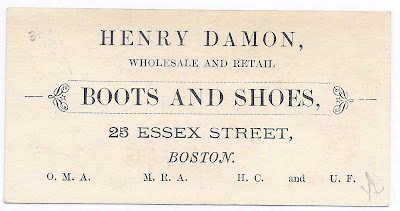 HENRY DAMON,
WHOLESALE AND RETAIL
BOOTS AND SHOES,
25 ESSEX STREET,
BOSTON.
O. M. A. M. R. A. H. C. and U. F.